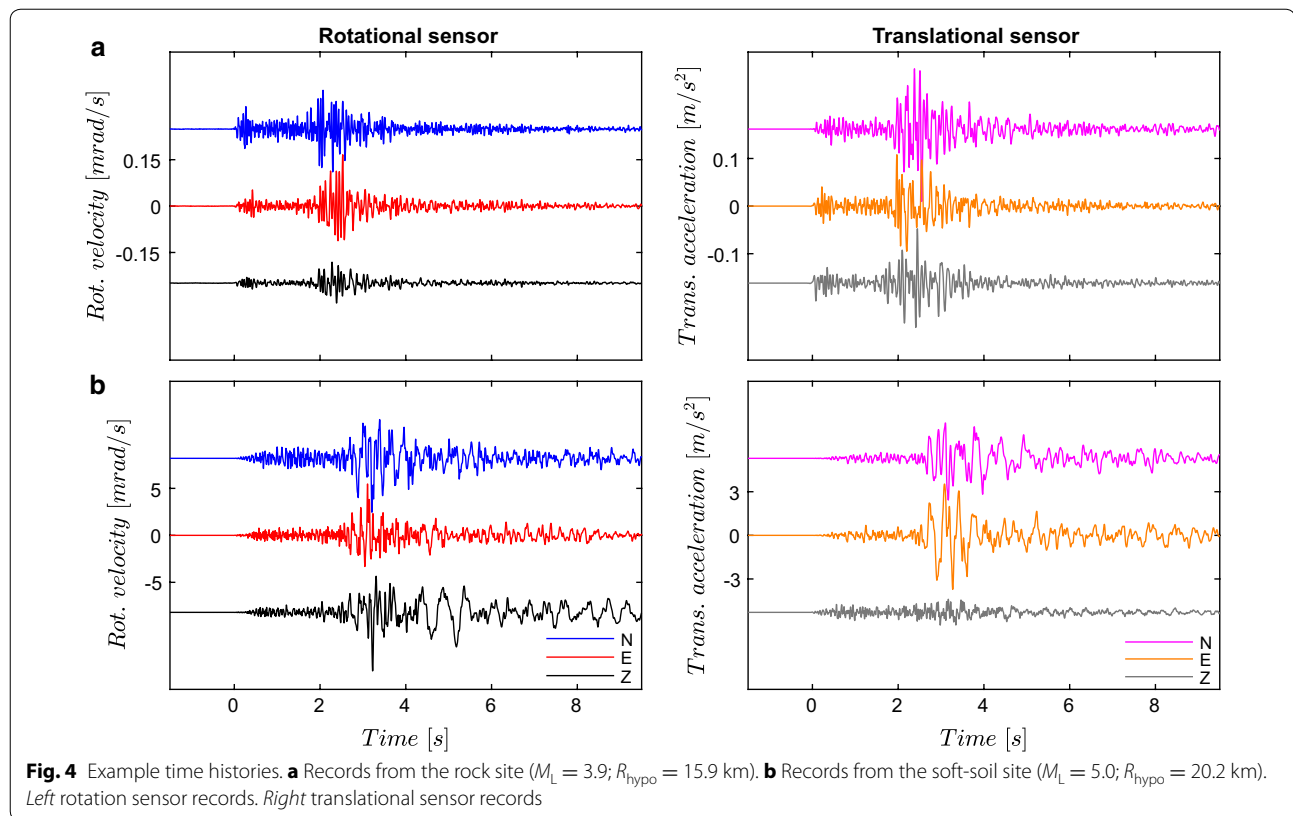 a
Rotational sensor
Translational sensor
Rot. velocity [mrad/s]
0.15
0
-0.15
Trans. acceleration [m/s²]
0.1
0
-0.1
b
Rot. velocity [mrad/s]
5
0
-5
N
E
Z
0 2 4 6 8
Time [s]
Trans. acceleration [m/s²]
3
0
-3
N
E
Z
0 2 4 6 8
Time [s]
Fig. 4 Example time histories. a Records from the rock site (M_L = 3.9; R_hypo = 15.9 km). b Records from the soft-soil site (M_L = 5.0; R_hypo = 20.2 km).
Left rotation sensor records. Right translational sensor records